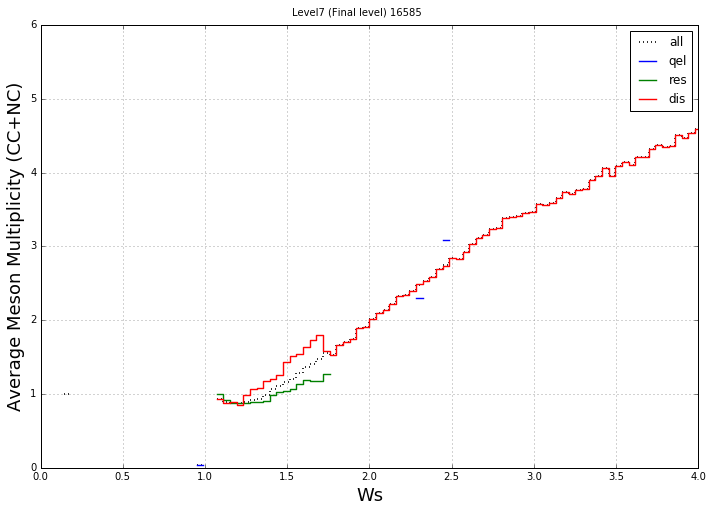 Level7 (Final level) 16585
6
5
4
3
2
1
0
Average Meson Multiplicity (CC+NC)
all
qel
res
dis
0.0 0.5 1.0 1.5 2.0 2.5 3.0 3.5 4.0
Ws